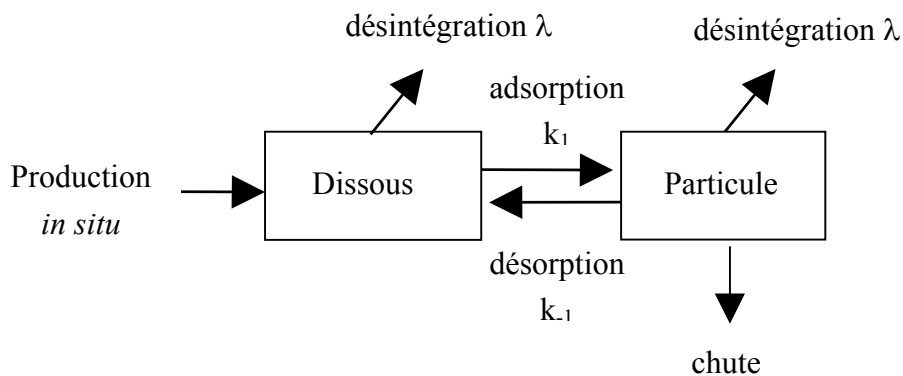 désintégration λ
désintégration λ
adsorption
k₁
Production
in situ
Dissous
Particule
désorption
k₋₁
chute